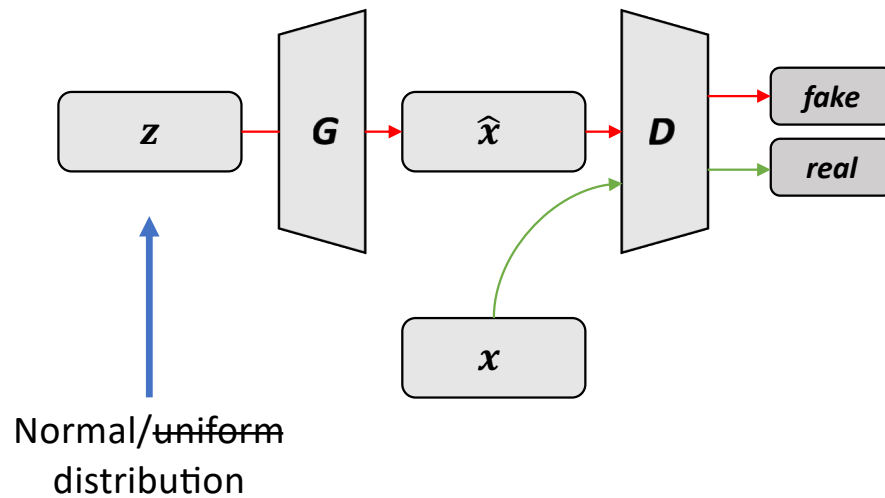 z
G
x̂
D
fake
real
x
Normal/uniform
distribution